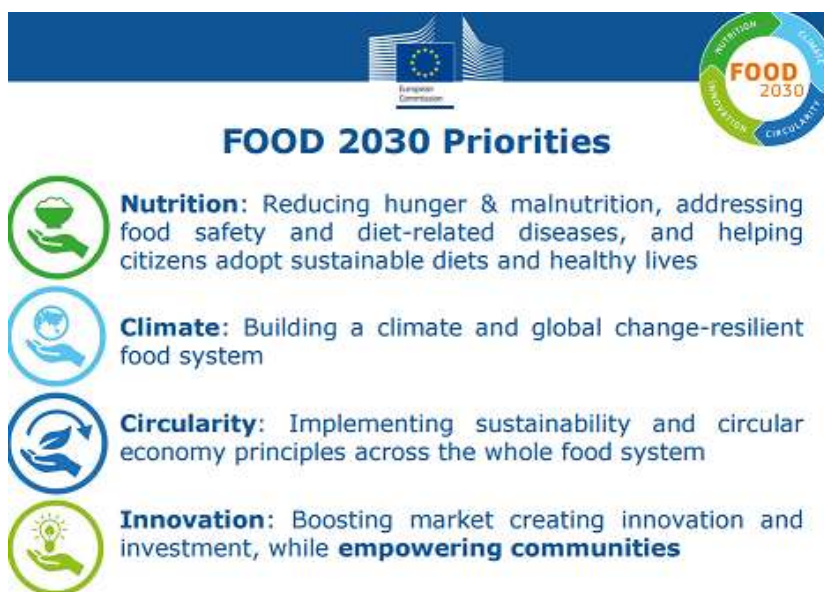 European
Commission
NUTRITION
CLIMATE
FOOD
2030
INNOVATION
CIRCULARITY
FOOD 2030 Priorities
Nutrition: Reducing hunger & malnutrition, addressing
food safety and diet-related diseases, and helping
citizens adopt sustainable diets and healthy lives
Climate: Building a climate and global change-resilient
food system
Circularity: Implementing sustainability and circular
economy principles across the whole food system
Innovation: Boosting market creating innovation and
investment, while empowering communities